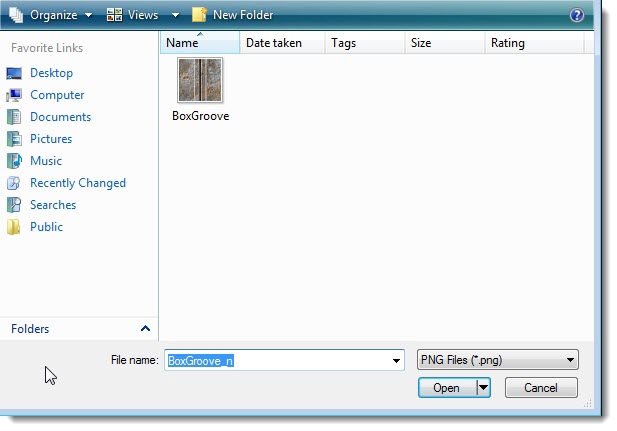 Organize Views New Folder ?
Favorite Links
Name Date taken Tags Size Rating
Desktop
Computer
Documents
Pictures
Music
Recently Changed
Searches
Public
BoxGroove
Folders
File name: BoxGroove_n PNG Files (*.png)
Open Cancel